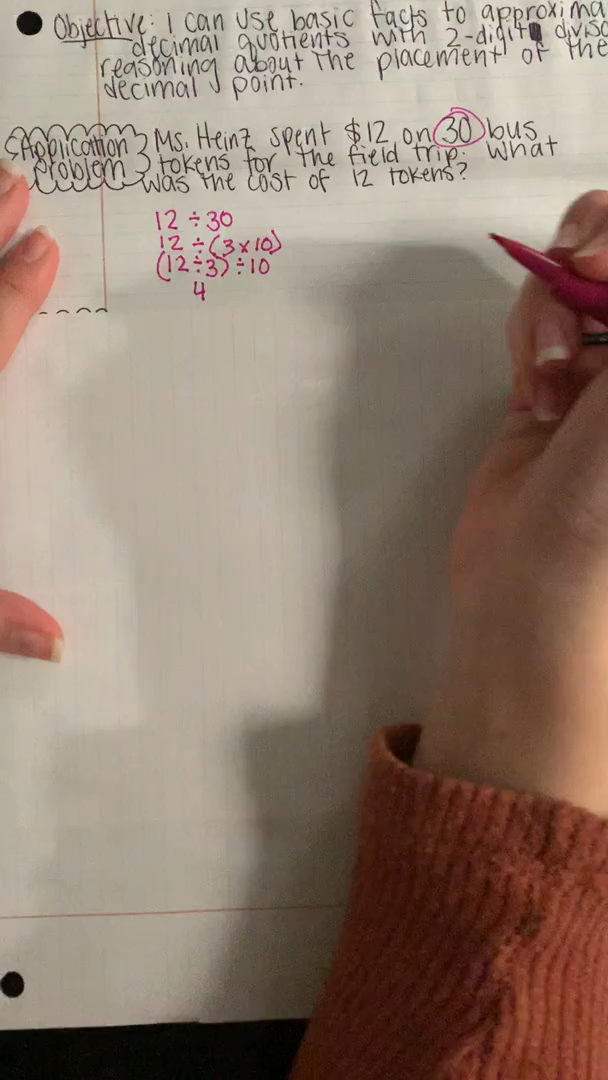 Objective: I can use basic facts to approxima
decimal quotients with 2-digit diviso
reasoning about the placement of the
decimal point.
Application Ms. Heinz spent $12 on 30 bus
problem tokens for the field trip. What
was the cost of 12 tokens?
12 ÷ 30
12 ÷ (3 x 10)
(12 ÷ 3) ÷ 10
4